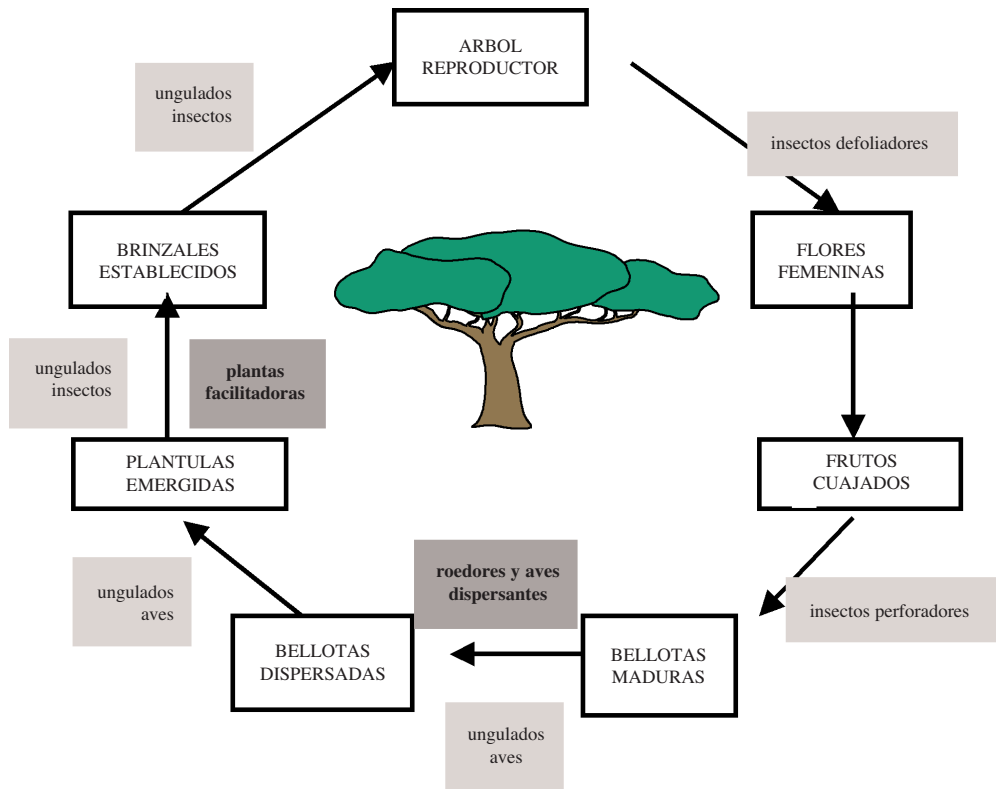 ARBOL
REPRODUCTOR
ungulados
insectos
insectos defoliadores
BRINZALES
ESTABLECIDOS
FLORES
FEMENINAS
ungulados
insectos
plantas
facilitadoras
PLANTULAS
EMERGIDAS
FRUTOS
CUAJADOS
roedores y aves
dispersantes
ungulados
aves
insectos perforadores
BELLOTAS
DISPERSADAS
BELLOTAS
MADURAS
ungulados
aves